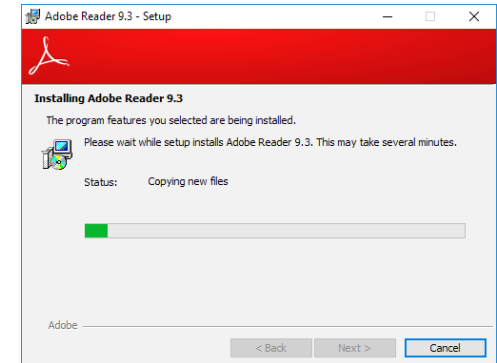 Adobe Reader 9.3 - Setup
Installing Adobe Reader 9.3
The program features you selected are being installed.
Please wait while setup installs Adobe Reader 9.3. This may take several minutes.
Status: Copying new files
Adobe
< Back Next > Cancel